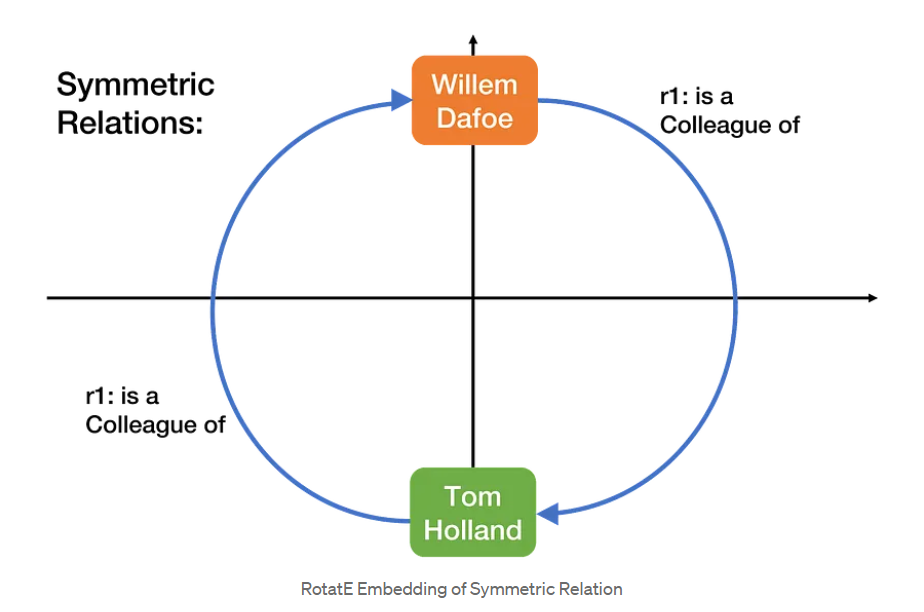 Symmetric
Relations:
Willem
Dafoe
r1: is a
Colleague of
r1: is a
Colleague of
Tom
Holland
RotatE Embedding of Symmetric Relation